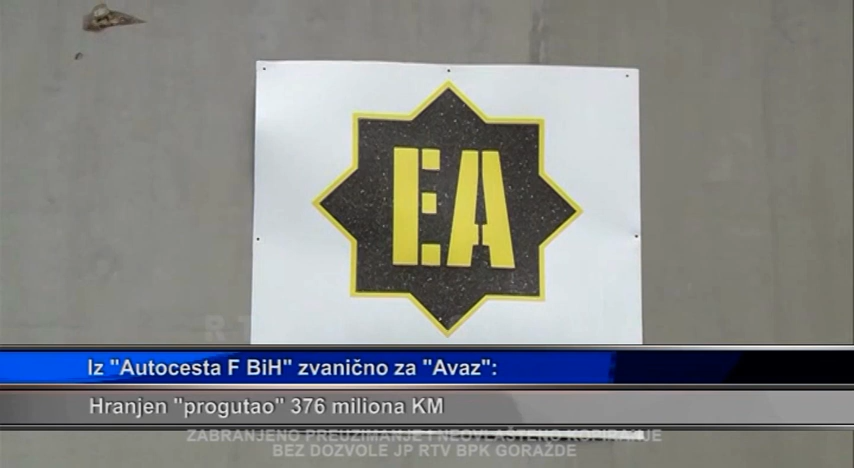 EA
Iz "Autocesta F BiH" zvanično za "Avaz":
Hranjen "progutao" 376 miliona KM
ZABRANJENO PREUZIMANJE I NEOVLAŠTENO KOPIRANJE
BEZ DOZVOLE JP RTV BPK GORAŽDE